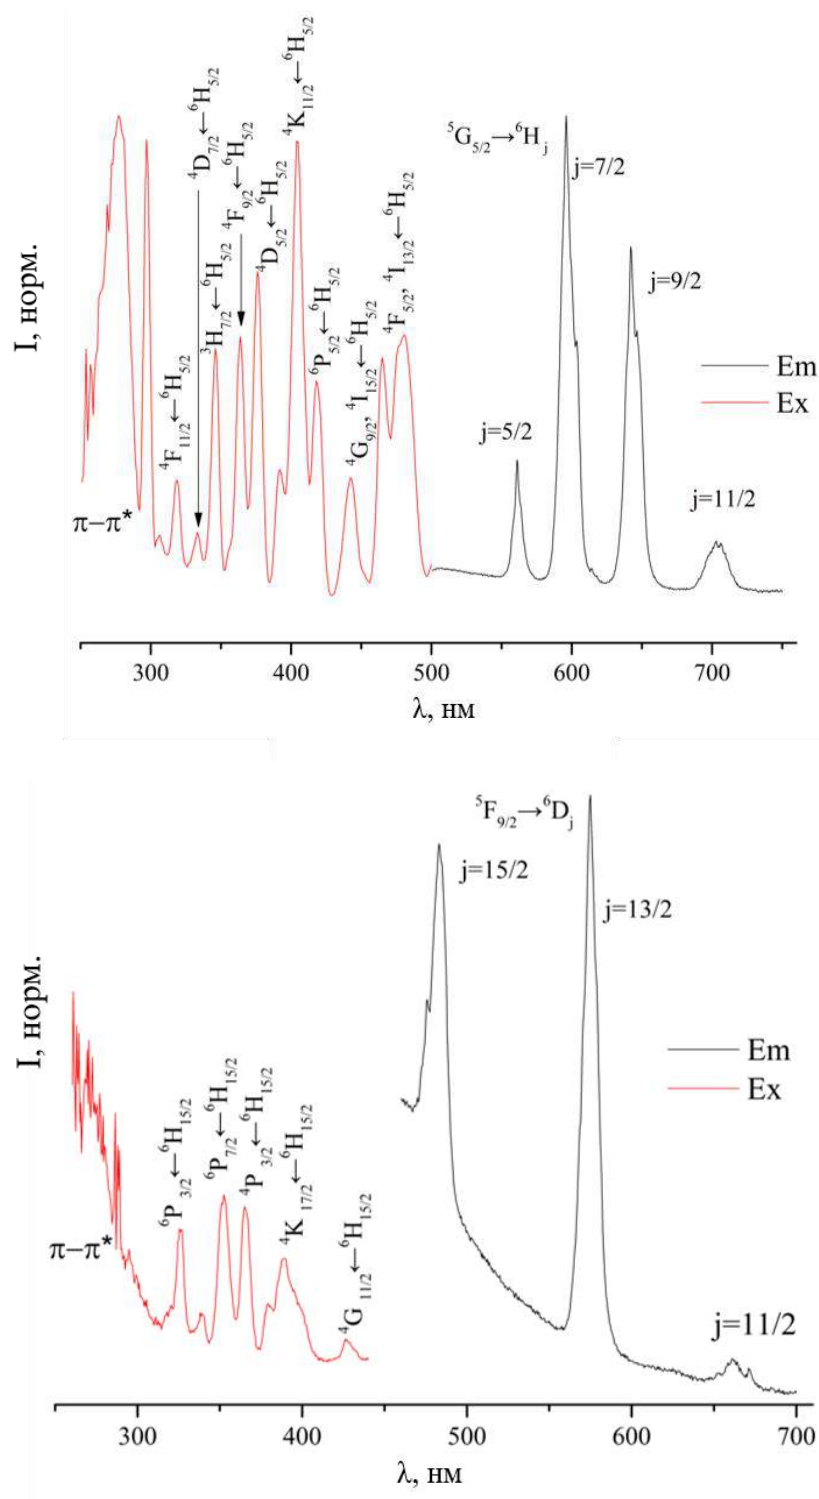 I, норм.
π–π*
⁴F₁₁/₂←⁶H₅/₂
⁴D₇/₂←⁶H₅/₂
³H₇/₂←⁶H₅/₂
⁴F₉/₂←⁶H₅/₂
⁴D₅/₂←⁶H₅/₂
⁴K₁₁/₂←⁶H₅/₂
⁶P₅/₂←⁶H₅/₂
⁴G₉/₂, ⁴I₁₅/₂←⁶H₅/₂
⁴F₅/₂, ⁴I₁₃/₂←⁶H₅/₂
⁵G₅/₂→⁶Hⱼ
j=5/2
j=7/2
j=9/2
j=11/2
Em
Ex
300 400 500 600 700
λ, нм
I, норм.
π–π*
⁶P₃/₂←⁶H₁₅/₂
⁶P₇/₂←⁶H₁₅/₂
⁴P₃/₂←⁶H₁₅/₂
⁴K₁₇/₂←⁶H₁₅/₂
⁴G₁₁/₂←⁶H₁₅/₂
⁵F₉/₂→⁶Dⱼ
j=15/2
j=13/2
j=11/2
Em
Ex
300 400 500 600 700
λ, нм